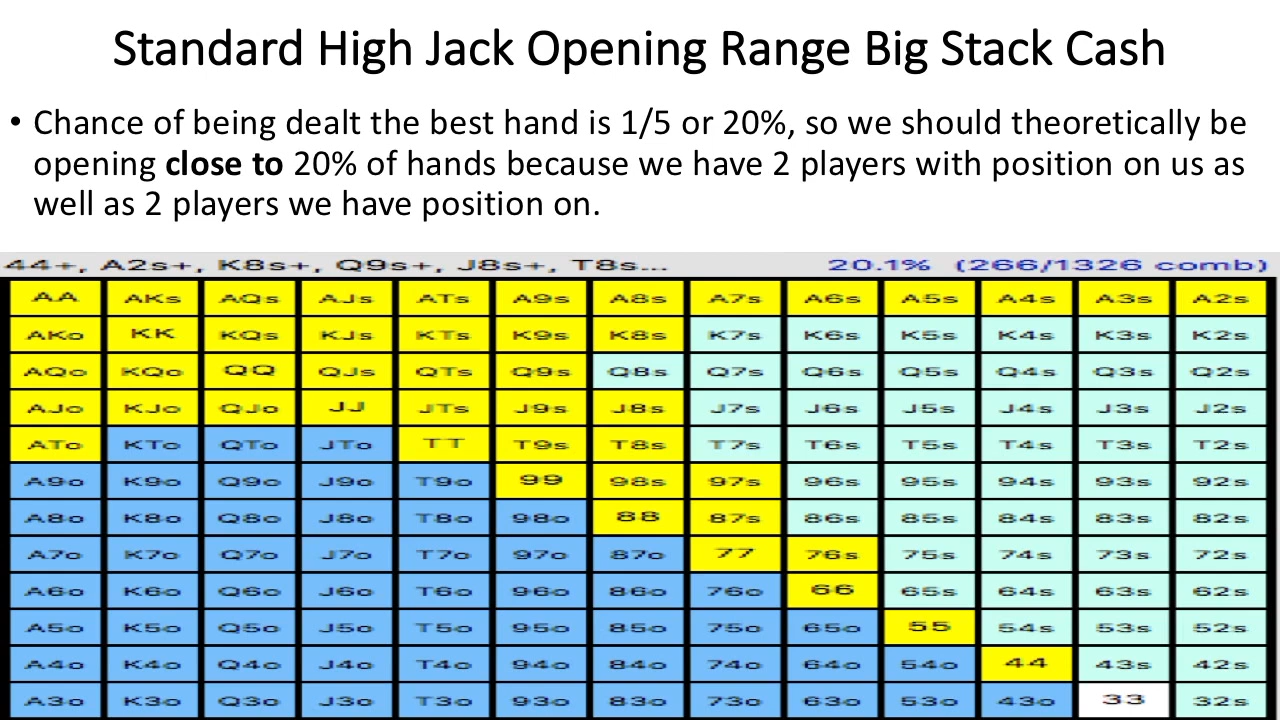 Standard High Jack Opening Range Big Stack Cash
• Chance of being dealt the best hand is 1/5 or 20%, so we should theoretically be
opening close to 20% of hands because we have 2 players with position on us as
well as 2 players we have position on.
44+, A2s+, K8s+, Q9s+, J8s+, T8s... 20.1% (266/1326 comb)
AA AKs AQs AJs ATs A9s A8s A7s A6s A5s A4s A3s A2s
AKo KK KQs KJs KTs K9s K8s K7s K6s K5s K4s K3s K2s
AQo KQo QQ QJs QTs Q9s Q8s Q7s Q6s Q5s Q4s Q3s Q2s
AJo KJo QJo JJ JTs J9s J8s J7s J6s J5s J4s J3s J2s
ATo KTo QTo JTo TT T9s T8s T7s T6s T5s T4s T3s T2s
A9o K9o Q9o J9o T9o 99 98s 97s 96s 95s 94s 93s 92s
A8o K8o Q8o J8o T8o 98o 88 87s 86s 85s 84s 83s 82s
A7o K7o Q7o J7o T7o 97o 87o 77 76s 75s 74s 73s 72s
A6o K6o Q6o J6o T6o 96o 86o 76o 66 65s 64s 63s 62s
A5o K5o Q5o J5o T5o 95o 85o 75o 65o 55 54s 53s 52s
A4o K4o Q4o J4o T4o 94o 84o 74o 64o 54o 44 43s 42s
A3o K3o Q3o J3o T3o 93o 83o 73o 63o 53o 43o 33 32s